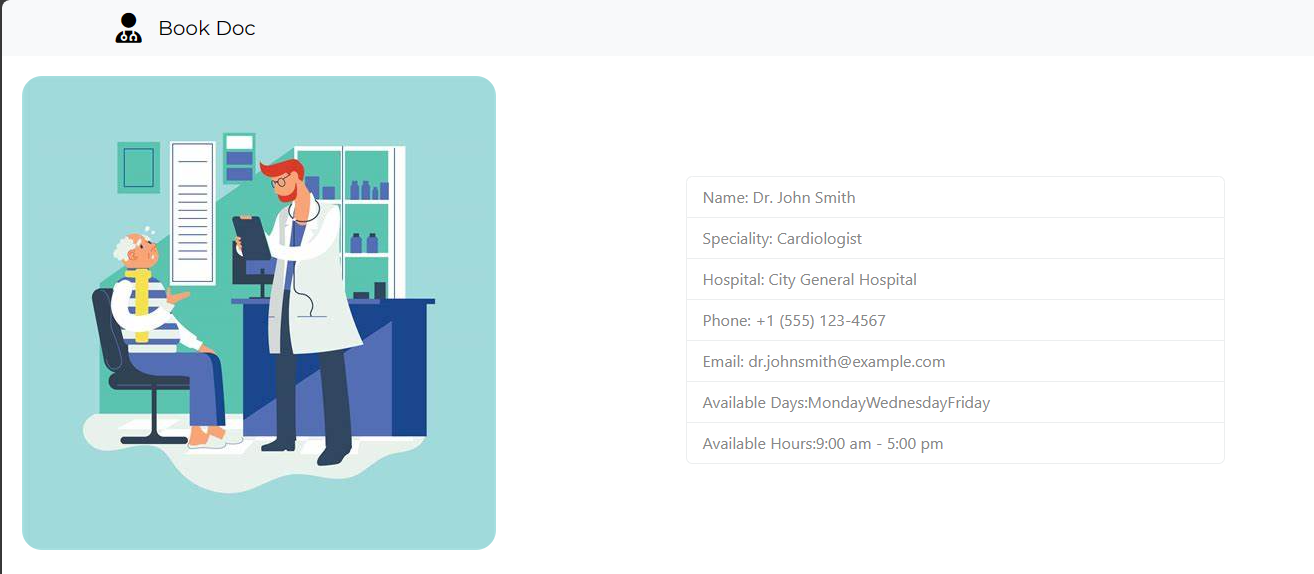 Book Doc
Name: Dr. John Smith
Speciality: Cardiologist
Hospital: City General Hospital
Phone: +1 (555) 123-4567
Email: dr.johnsmith@example.com
Available Days:MondayWednesdayFriday
Available Hours:9:00 am - 5:00 pm